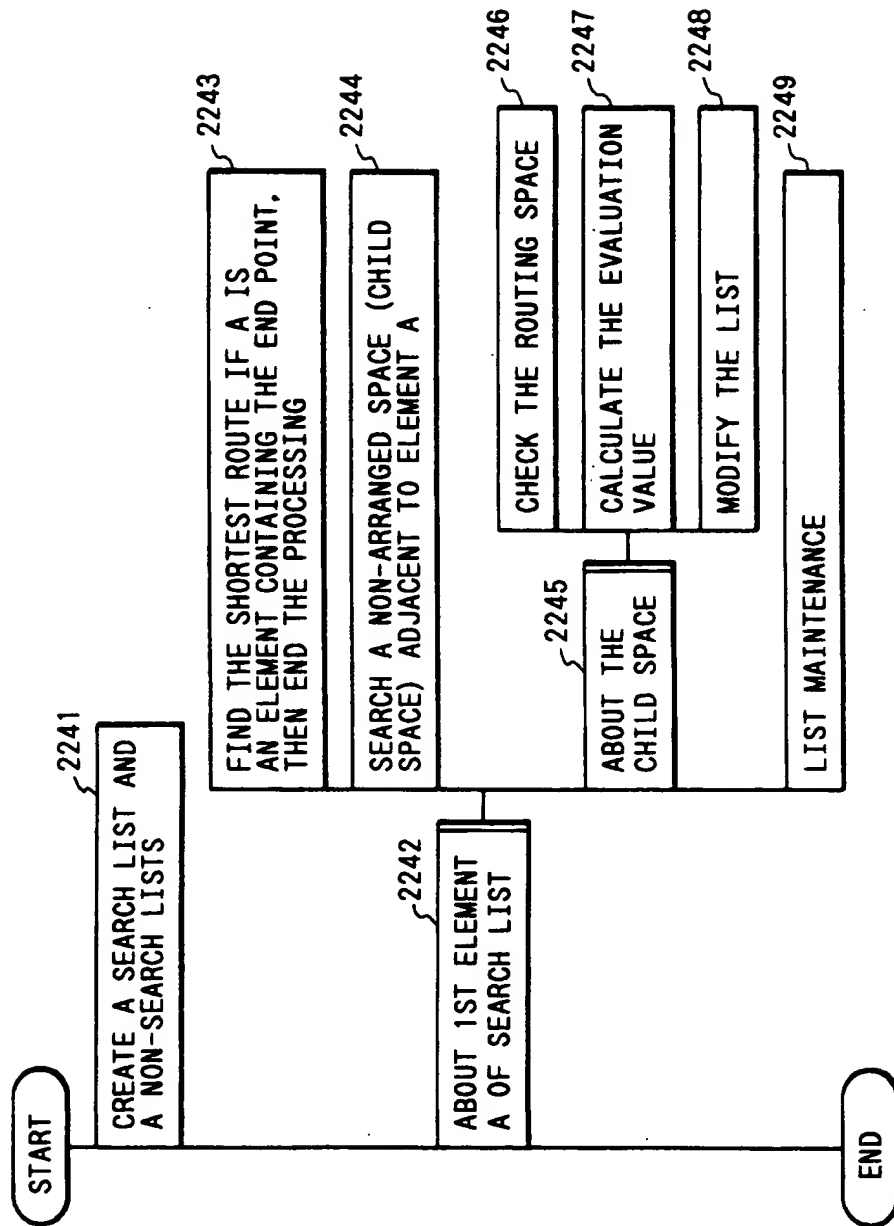 START
2241
CREATE A SEARCH LIST AND
A NON-SEARCH LISTS
2242
ABOUT 1ST ELEMENT
A OF SEARCH LIST
2243
FIND THE SHORTEST ROUTE IF A IS
AN ELEMENT CONTAINING THE END POINT,
THEN END THE PROCESSING
2244
SEARCH A NON-ARRANGED SPACE (CHILD
SPACE) ADJACENT TO ELEMENT A
2245
ABOUT THE
CHILD SPACE
2246
CHECK THE ROUTING SPACE
2247
CALCULATE THE EVALUATION
VALUE
2248
MODIFY THE LIST
2249
LIST MAINTENANCE
END